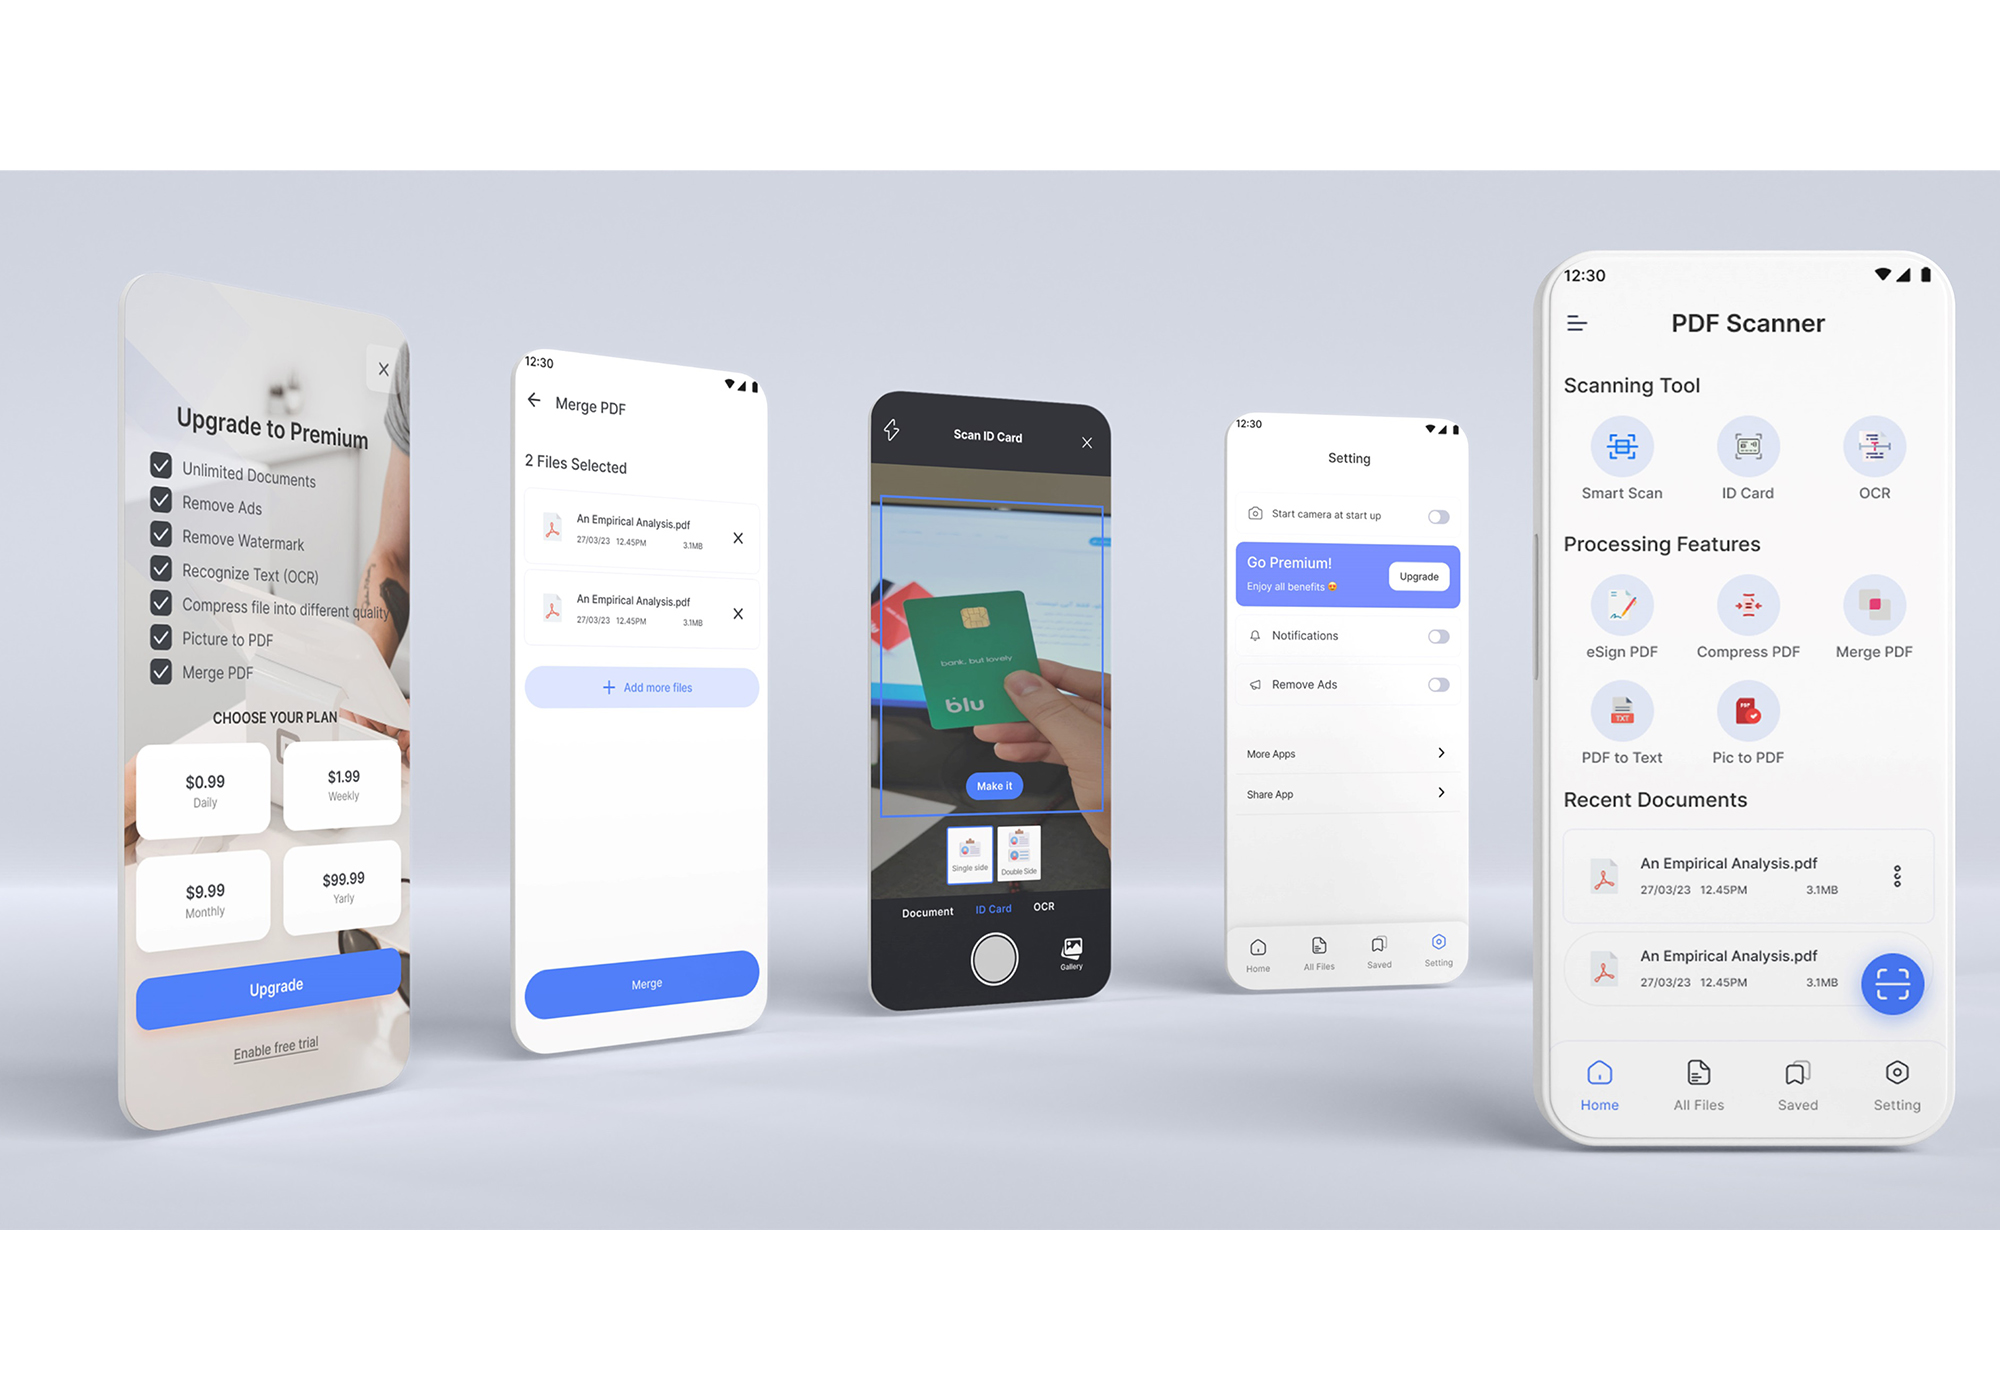 Upgrade to Premium
Unlimited Documents
Remove Ads
Remove Watermark
Recognize Text (OCR)
Compress file into different quality
Picture to PDF
Merge PDF
CHOOSE YOUR PLAN
$0.99
Daily
$1.99
Weekly
$9.99
Monthly
$99.99
Yarly
Upgrade
Enable free trial
12:30
Merge PDF
2 Files Selected
An Empirical Analysis.pdf
27/03/23 12.45PM 3.1MB
An Empirical Analysis.pdf
27/03/23 12.45PM 3.1MB
+ Add more files
Merge
Scan ID Card
bank, but lovely
blu
Make it
Single side
Double Side
Document ID Card OCR
Gallery
12:30
Setting
Start camera at start up
Go Premium!
Enjoy all benefits 😍
Upgrade
Notifications
Remove Ads
More Apps
Share App
Home All Files Saved Setting
12:30
PDF Scanner
Scanning Tool
Smart Scan ID Card OCR
Processing Features
eSign PDF Compress PDF Merge PDF
TXT
PDF
PDF to Text Pic to PDF
Recent Documents
An Empirical Analysis.pdf
27/03/23 12.45PM 3.1MB
An Empirical Analysis.pdf
27/03/23 12.45PM 3.1MB
Home All Files Saved Setting